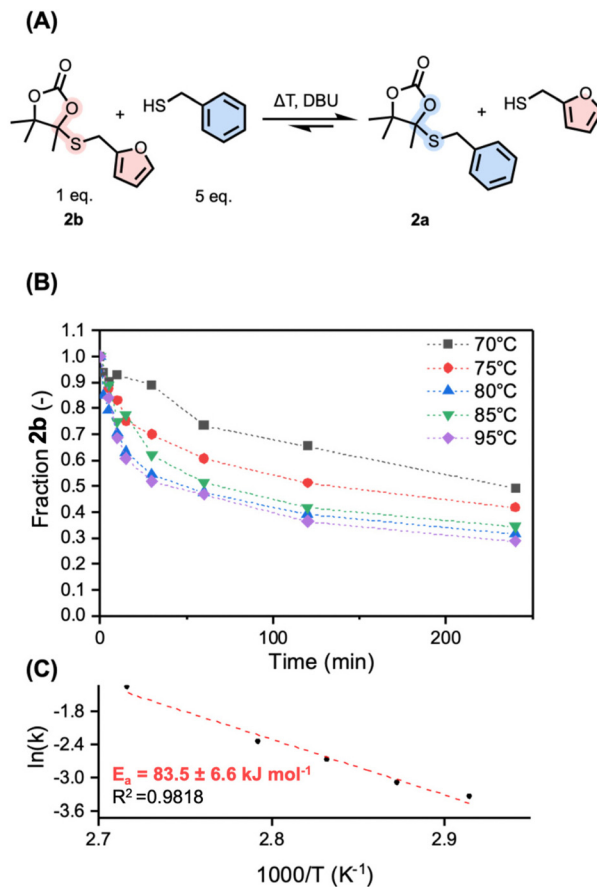 (A)
O
O
O
S
O
+
HS
ΔT, DBU
O
O
O
S
+
HS
O
1 eq.
5 eq.
2b
2a
(B)
1.1
1.0
0.9
0.8
0.7
0.6
0.5
0.4
0.3
0.2
0.1
0.0
Fraction 2b (-)
70°C
75°C
80°C
85°C
95°C
0
100
200
Time (min)
(C)
-1.8
-2.4
-3.0
-3.6
ln(k)
Ea = 83.5 ± 6.6 kJ mol⁻¹
R² =0.9818
2.7
2.8
2.9
1000/T (K⁻¹)